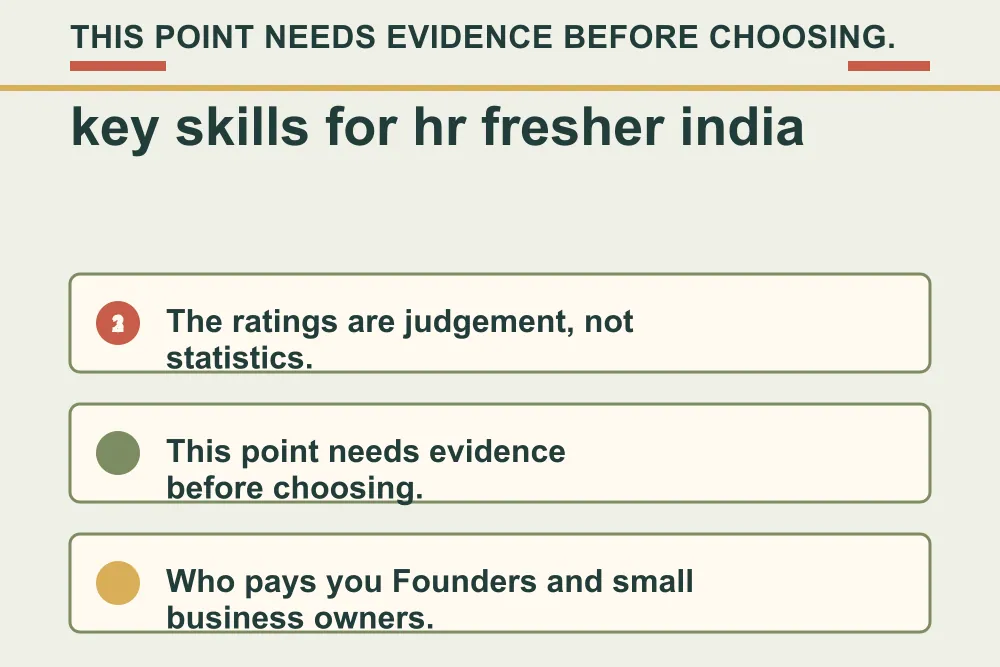 THIS POINT NEEDS EVIDENCE BEFORE CHOOSING.
key skills for hr fresher india
The ratings are judgement, not
statistics.
This point needs evidence
before choosing.
Who pays you Founders and small
business owners.